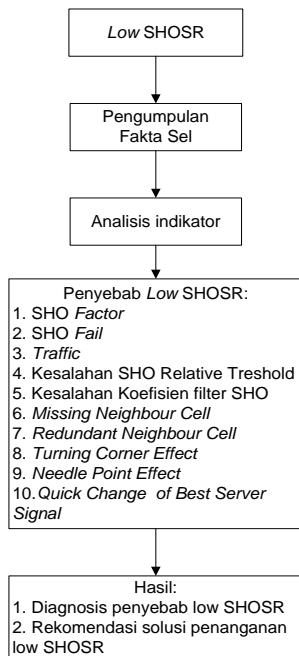 Low SHOSR
Pengumpulan
Fakta Sel
Analisis indikator
Penyebab Low SHOSR:
1. SHO Factor
2. SHO Fail
3. Traffic
4. Kesalahan SHO Relative Treshold
5. Kesalahan Koefisien filter SHO
6. Missing Neighbour Cell
7. Redundant Neighbour Cell
8. Turning Corner Effect
9. Needle Point Effect
10. Quick Change of Best Server
Signal
Hasil:
1. Diagnosis penyebab low SHOSR
2. Rekomendasi solusi penanganan
low SHOSR